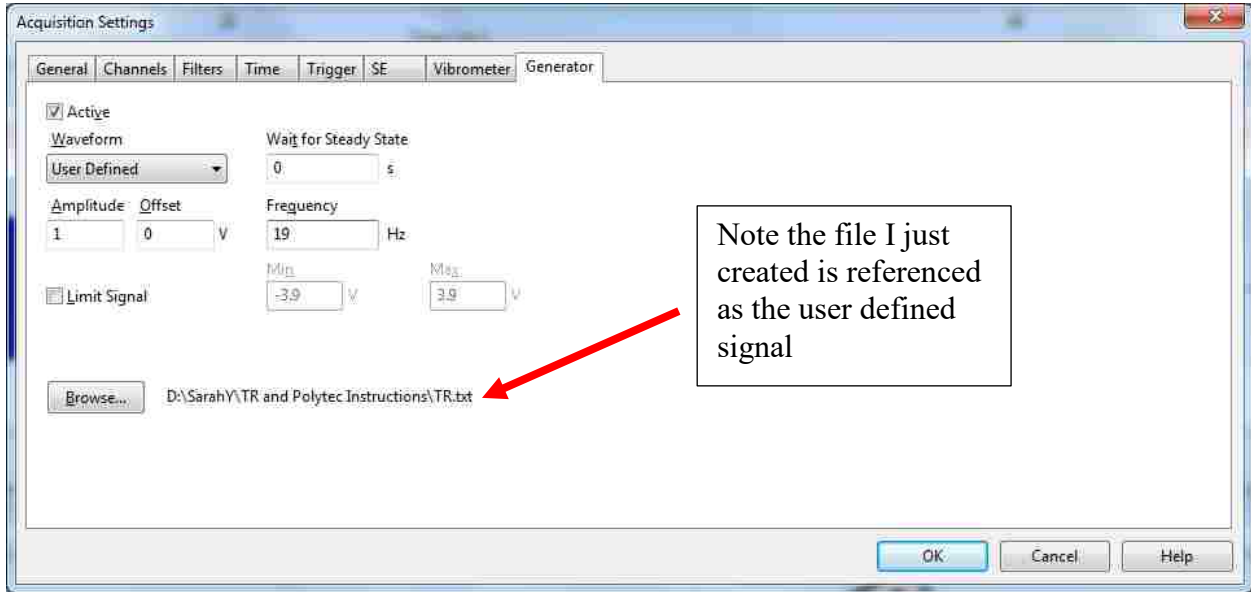 Acquisition Settings
General Channels Filters Time Trigger SE Vibrometer Generator
Active
Waveform Wait for Steady State
User Defined 0 s
Amplitude Offset Frequency
1 0 V 19 Hz
Min Max
Limit Signal -3.9 V 3.9 V
Browse... D:\SarahY\TR and Polytec Instructions\TR.txt
Note the file I just
created is referenced
as the user defined
signal
OK Cancel Help